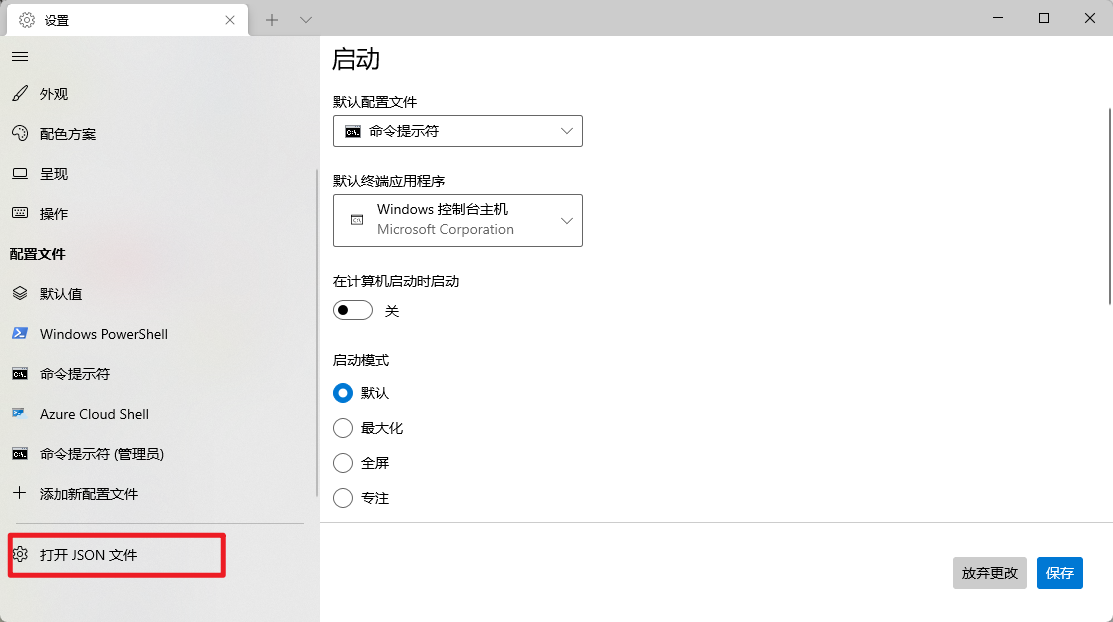 设置
外观
配色方案
呈现
操作
配置文件
默认值
Windows PowerShell
命令提示符
Azure Cloud Shell
命令提示符 (管理员)
添加新配置文件
打开 JSON 文件
启动
默认配置文件
命令提示符
默认终端应用程序
Windows 控制台主机
Microsoft Corporation
在计算机启动时启动
关
启动模式
默认
最大化
全屏
专注
放弃更改
保存